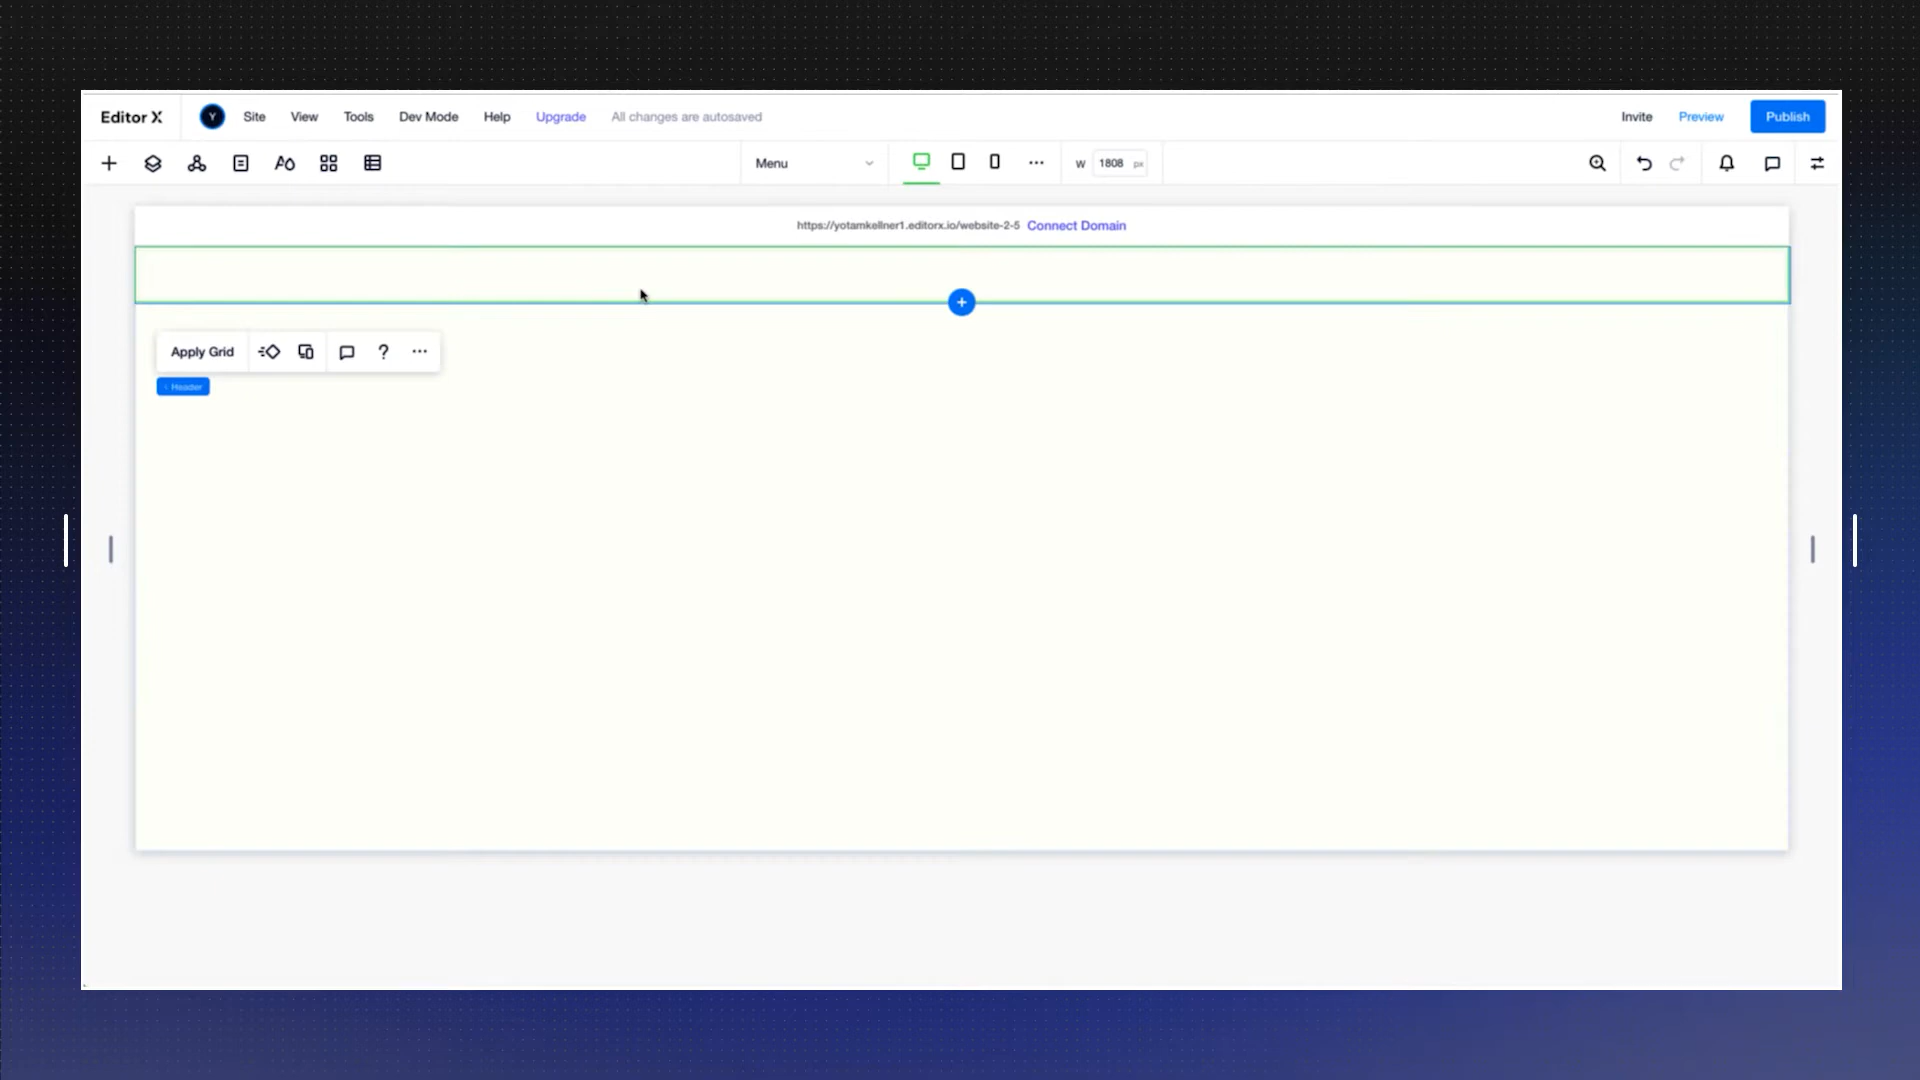 Editor X
Y
Site
View
Tools
Dev Mode
Help
Upgrade
All changes are autosaved
Invite
Preview
Publish
Menu
W 1808 px
https://yotamkellner1.editorx.io/website-2-5 Connect Domain
Apply Grid
?
Header